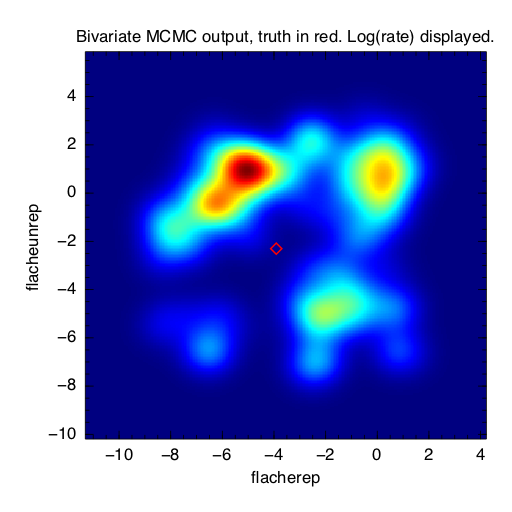 Bivariate MCMC output, truth in red. Log(rate) displayed.
4
2
0
−2
−4
−6
−8
−10
flacheunrep
−10 −8 −6 −4 −2 0 2 4
flacherep